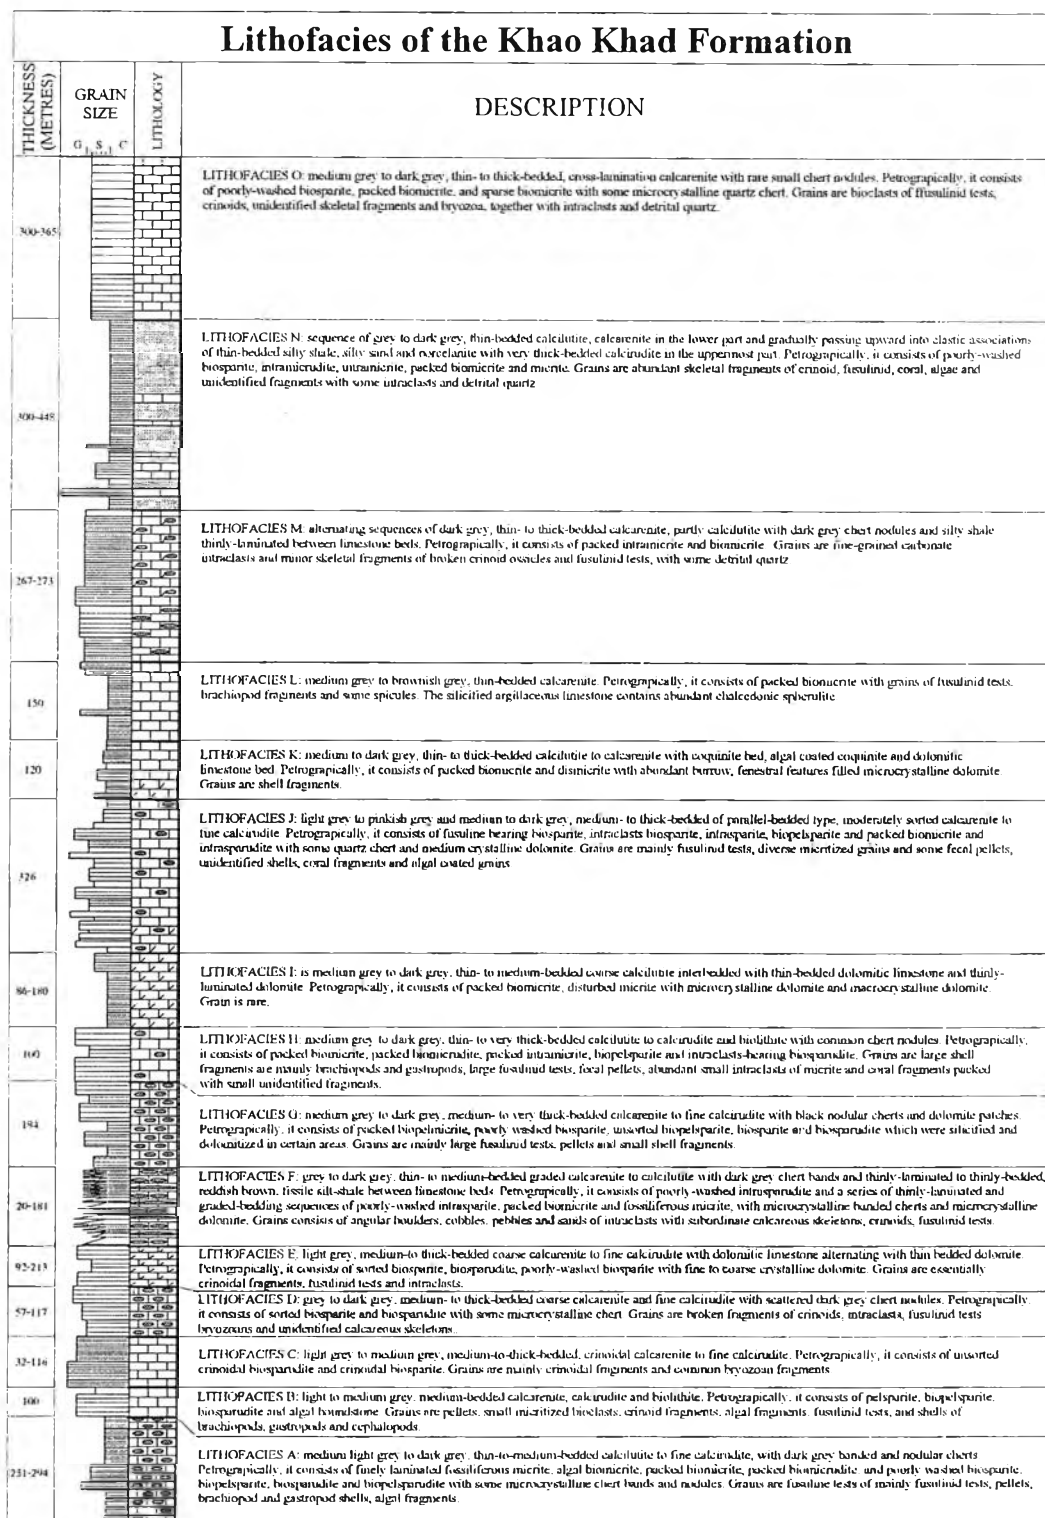 Lithofacies of the Khao Khad Formation
THICKNESS (METRES)
GRAIN SIZE
G S C
LITHOLOGY
DESCRIPTION
300-365
LITHOFACIES O: medium grey to dark grey, thin- to thick-bedded, cross-lamination calcarenite with rare small chert nodules. Petrograpically, it consists
of poorly-washed biosparite, packed biomicrite, and sparse biomicrite with some microcrystalline quartz chert. Grains are bioclasts of ffusulinid tests,
crinoids, unidentified skeletal fragments and bryozoa, together with intraclasts and detrital quartz.
300-448
LITHOFACIES N: sequence of grey to dark grey, thin-bedded calcilutite, calcarenite in the lower part and gradually passing upward into clastic associations
of thin-bedded silty shale, silty sand and porcelanite with very thick-bedded calcirudite in the uppermost part. Petrograpically, it consists of poorly-washed
biosparite, intramicrudite, intramicrite, packed biomicrite and micrite. Grains are abundant skeletal fragments of crinoid, fusulinid, coral, algae and
unidentified fragments with some intraclasts and detrital quartz
267-273
LITHOFACIES M: alternating sequences of dark grey, thin- to thick-bedded calcarenite, partly calcilutite with dark grey chert nodules and silty shale
thinly-laminated between limestone beds. Petrograpically, it consists of packed intramicrite and biomicrite. Grains are fine-grained carbonate
intraclasts and minor skeletal fragments of broken crinoid ossicles and fusulinid tests, with some detrital quartz
150
LITHOFACIES L: medium grey to brownish grey, thin-bedded calcarenite. Petrograpically, it consists of packed biomicrite with grains of fusulinid tests.
brachiopod fragments and some spicules. The silicified argillaceous limestone contains abundant chalcedonic spherulite
120
LITHOFACIES K: medium to dark grey, thin- to thick-bedded calcilutite to calcarenite with coquinite bed, algal coated coquinite and dolomitic
limestone bed. Petrograpically, it consists of packed biomicrite and dismicrite with abundant burrow, fenestral features filled microcrystalline dolomite.
Grains are shell fragments.
326
LITHOFACIES J: light grey to pinkish grey and medium to dark grey, medium- to thick-bedded of parallel-bedded type, moderately sorted calcarenite to
fine calcirudite. Petrograpically, it consists of fusuline bearing biosparite, intraclasts biosparite, intrasparite, biopelsparite and packed biomicrite and
intrasparudite with some quartz chert and medium crystalline dolomite. Grains are mainly fusulinid tests, diverse micritized grains and some fecal pellets,
unidentified shells, coral fragments and algal coated grains
86-180
LITHOFACIES I: is medium grey to dark grey, thin- to medium-bedded coarse calcilutite interbedded with thin-bedded dolomitic limestone and thinly-
laminated dolomite. Petrograpically, it consists of packed biomicrite, disturbed micrite with microcrystalline dolomite and macrocrystalline dolomite.
Grain is rare.
160
LITHOFACIES H: medium grey to dark grey, thin- to very thick-bedded calcilutite to calcirudite and biolithite with common chert nodules. Petrograpically,
it consists of packed biomicrite, packed biomicrudite, packed intramicrite, biopelsparite and intraclasts-bearing biosparudite. Grains are large shell
fragments are mainly brachiopods and gastropods, large fusulinid tests, fecal pellets, abundant small intraclasts of micrite and coral fragments packed
with small unidentified fragments.
194
LITHOFACIES G: medium grey to dark grey, medium- to very thick-bedded calcarenite to fine calcirudite with black nodular cherts and dolomite patches.
Petrograpically, it consists of packed biopelmicrite, poorly washed biosparite, unsorted biopelsparite, biosparite and biosparudite which were silicified and
dolomitized in certain areas. Grains are mainly large fusulinid tests, pellets and small shell fragments.
20-181
LITHOFACIES F: grey to dark grey, thin- to medium-bedded graded calcarenite to calcilutite with dark grey chert bands and thinly-laminated to thinly-bedded,
reddish brown, fissile silt-shale between limestone beds. Petrograpically, it consists of poorly-washed intrasparudite and a series of thinly-laminated and
graded-bedding sequences of poorly-washed intrasparite, packed biomicrite and fossiliferous micrite, with microcrystalline banded cherts and microcrystalline
dolomite. Grains consists of angular boulders, cobbles, pebbles and sands of intraclasts with subordinate calcareous skeletons, crinoids, fusulinid tests.
92-213
LITHOFACIES E: light grey, medium-to thick-bedded coarse calcarenite to fine calcirudite with dolomitic limestone alternating with thin bedded dolomite.
Petrograpically, it consists of sorted biosparite, biosparudite, poorly-washed biosparite with fine to coarse crystalline dolomite. Grains are essentially
crinoidal fragments, fusulinid tests and intraclasts.
57-117
LITHOFACIES D: grey to dark grey, medium- to thick-bedded coarse calcarenite and fine calcirudite with scattered dark grey chert nodules. Petrograpically.
it consists of sorted biosparite and biosparudite with some microcrystalline chert. Grains are broken fragments of crinoids, intraclasts, fusulinid tests
bryozoans and unidentified calcareous skeletons..
32-116
LITHOFACIES C: light grey to medium grey, medium-to-thick-bedded, crinoidal calcarenite to fine calcirudite. Petrograpically, it consists of unsorted
crinoidal biosparudite and crinoidal biosparite. Grains are mainly crinoidal fragments and common bryozoan fragments
100
LITHOFACIES B: light to medium grey, medium-bedded calcarenite, calcirudite and biolithite. Petrograpically, it consists of pelsparite, biopelsparite,
biosparudite and algal boundstone. Grains are pellets, small micritized bioclasts, crinoid fragments, algal fragments, fusulinid tests, and shells of
brachiopods, gastropods and cephalopods.
251-294
LITHOFACIES A: medium light grey to dark grey, thin-to-medium-bedded calcilutite to fine calcirudite, with dark grey banded and nodular cherts
Petrograpically, it consists of finely laminated fossiliferous micrite, algal biomicrite, packed biomicrite, packed biomicrudite, and poorly washed biosparite,
biopelsparite, biosparudite and biopelsparudite with some microcrystalline chert bands and nodules. Grains are fusuline tests of mainly fusulinid tests, pellets,
brachiopod and gastropod shells, algal fragments.